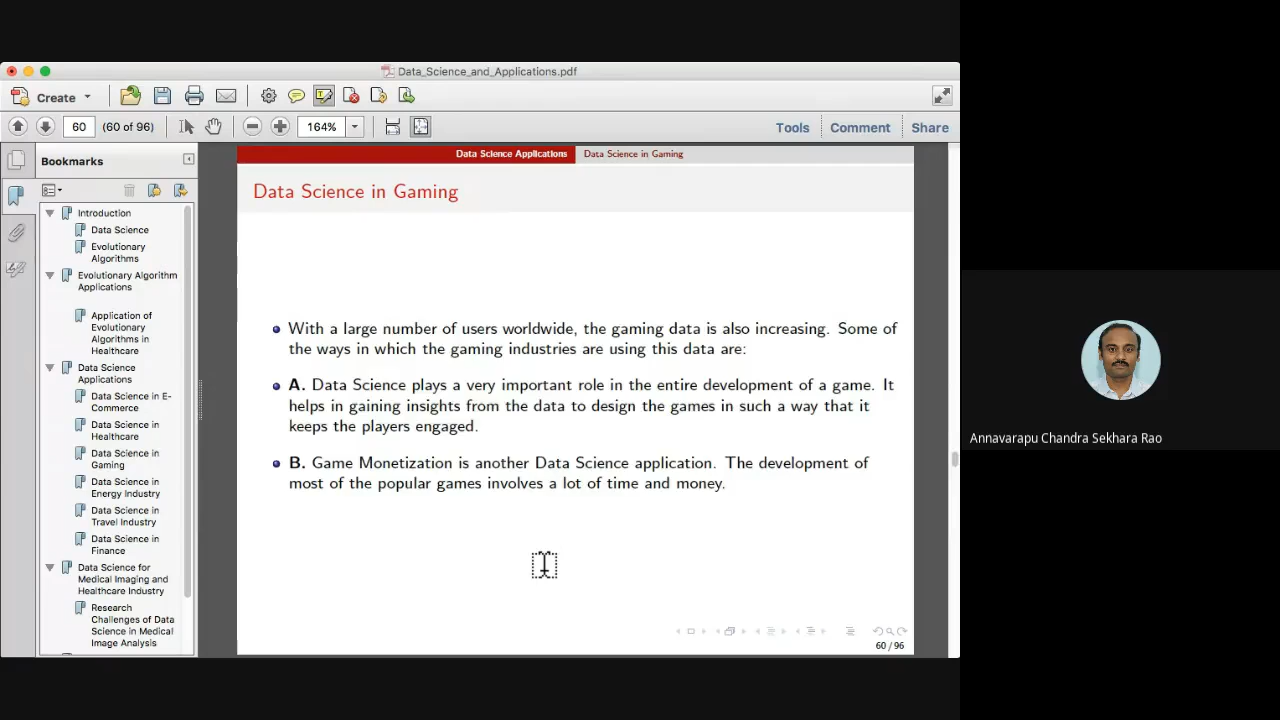 Data_Science_and_Applications.pdf
Create
60 (60 of 96) 164% Tools Comment Share
Bookmarks
Introduction
Data Science
Evolutionary
Algorithms
Evolutionary Algorithm
Applications
Application of
Evolutionary
Algorithms in
Healthcare
Data Science
Applications
Data Science in E-
Commerce
Data Science in
Healthcare
Data Science in
Gaming
Data Science in
Energy Industry
Data Science in
Travel Industry
Data Science in
Finance
Data Science for
Medical Imaging and
Healthcare Industry
Research
Challenges of Data
Science in Medical
Image Analysis
Data Science Applications Data Science in Gaming
Data Science in Gaming
With a large number of users worldwide, the gaming data is also increasing. Some of
the ways in which the gaming industries are using this data are:
A. Data Science plays a very important role in the entire development of a game. It
helps in gaining insights from the data to design the games in such a way that it
keeps the players engaged.
B. Game Monetization is another Data Science application. The development of
most of the popular games involves a lot of time and money.
60 / 96
Annavarapu Chandra Sekhara Rao